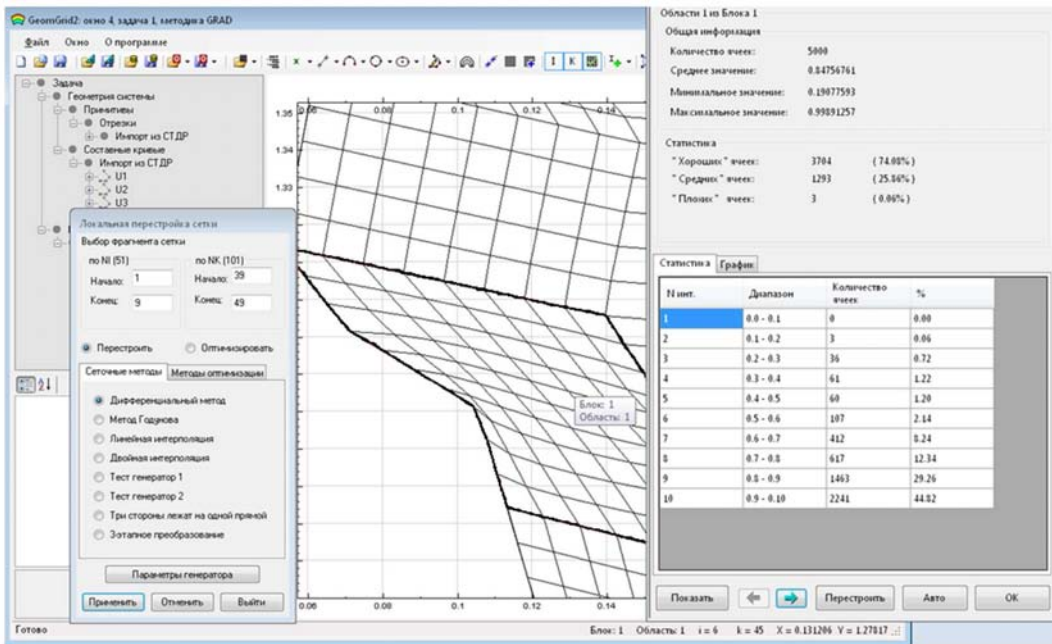 GeomGrid2: окно 4, задача 1, методика GRAD
Файл Окно О программе
I K
Задача
Геометрия системы
Примитивы
Отрезки
Импорт из СТДР
Составные кривые
Импорт из СТДР
U1
U2
U3
Локальная перестройка сетки
Выбор фрагмента сетки
по NI (51) по NK (101)
Начало: 1 Начало: 39
Конец: 9 Конец: 49
Перестроить Оптимизировать
Сеточные методы Методы оптимизации
Дифференциальный метод
Метод Годунова
Линейная интерполяция
Двойная интерполяция
Тест генератор 1
Тест генератор 2
Три стороны лежат на одной прямой
3-этапное преобразование
Параметры генератора
Применить Отменить Выйти
0.06 0.08 0.1 0.12 0.14
1.35
1.34
1.33
Блок: 1
Область: 1
0.06 0.08 0.1 0.12 0.14
Области 1 из Блока 1
Общая информация
Количество ячеек: 5000
Среднее значение: 0.84756761
Минимальное значение: 0.19077593
Максимальное значение: 0.99891257
Статистика
"Хороших" ячеек: 3704 (74.08%)
"Средних" ячеек: 1293 (25.86%)
"Плохих" ячеек: 3 (0.06%)
Статистика График
N инт. Диапазон Количество ячеек %
1 0.0 - 0.1 0 0.00
2 0.1 - 0.2 3 0.06
3 0.2 - 0.3 36 0.72
4 0.3 - 0.4 61 1.22
5 0.4 - 0.5 60 1.20
6 0.5 - 0.6 107 2.14
7 0.6 - 0.7 412 8.24
8 0.7 - 0.8 617 12.34
9 0.8 - 0.9 1463 29.26
10 0.9 - 0.10 2241 44.82
Показать Перестроить Авто OK
Готово Блок: 1 Область: 1 i = 6 k = 45 X = 0.131206 Y = 1.27817